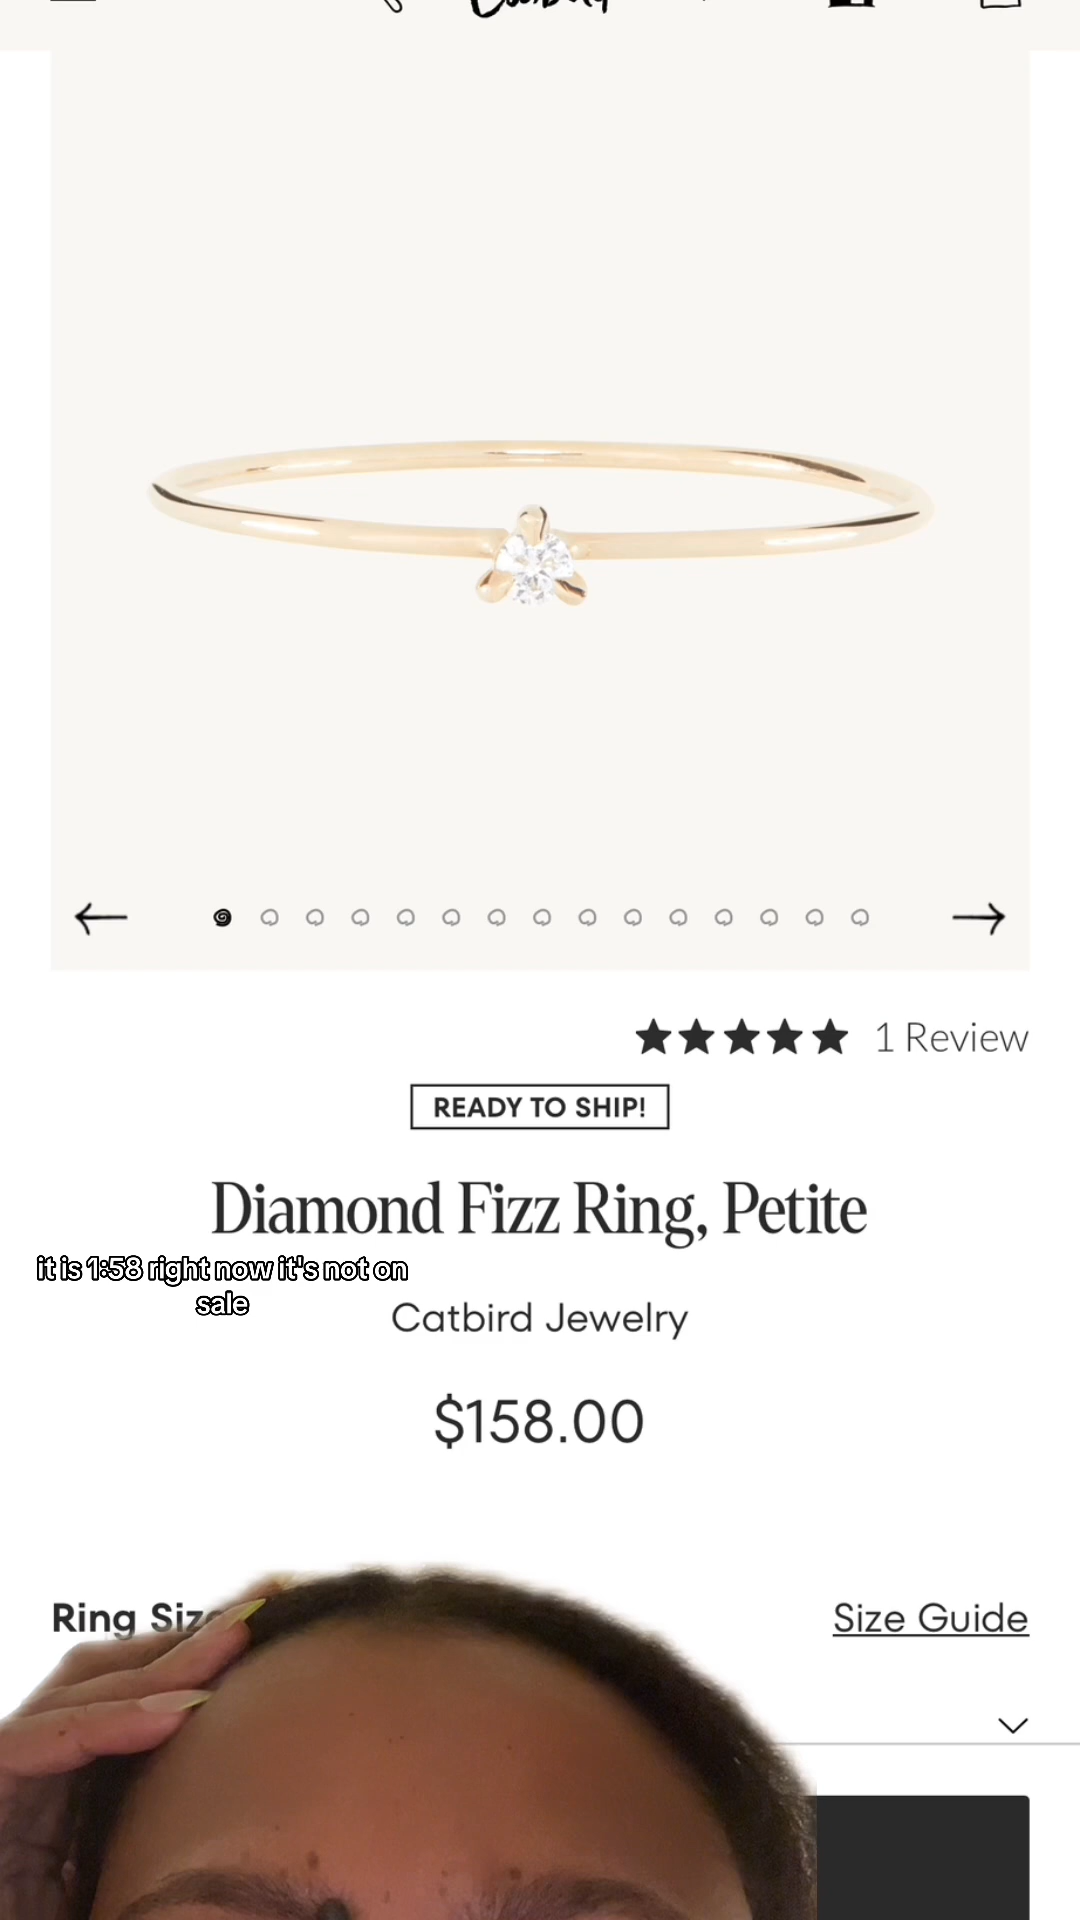 1 Review
READY TO SHIP!
Diamond Fizz Ring, Petite
it is 1:58 right now it's not on
sale
Catbird Jewelry
$158.00
Ring Size
Size Guide